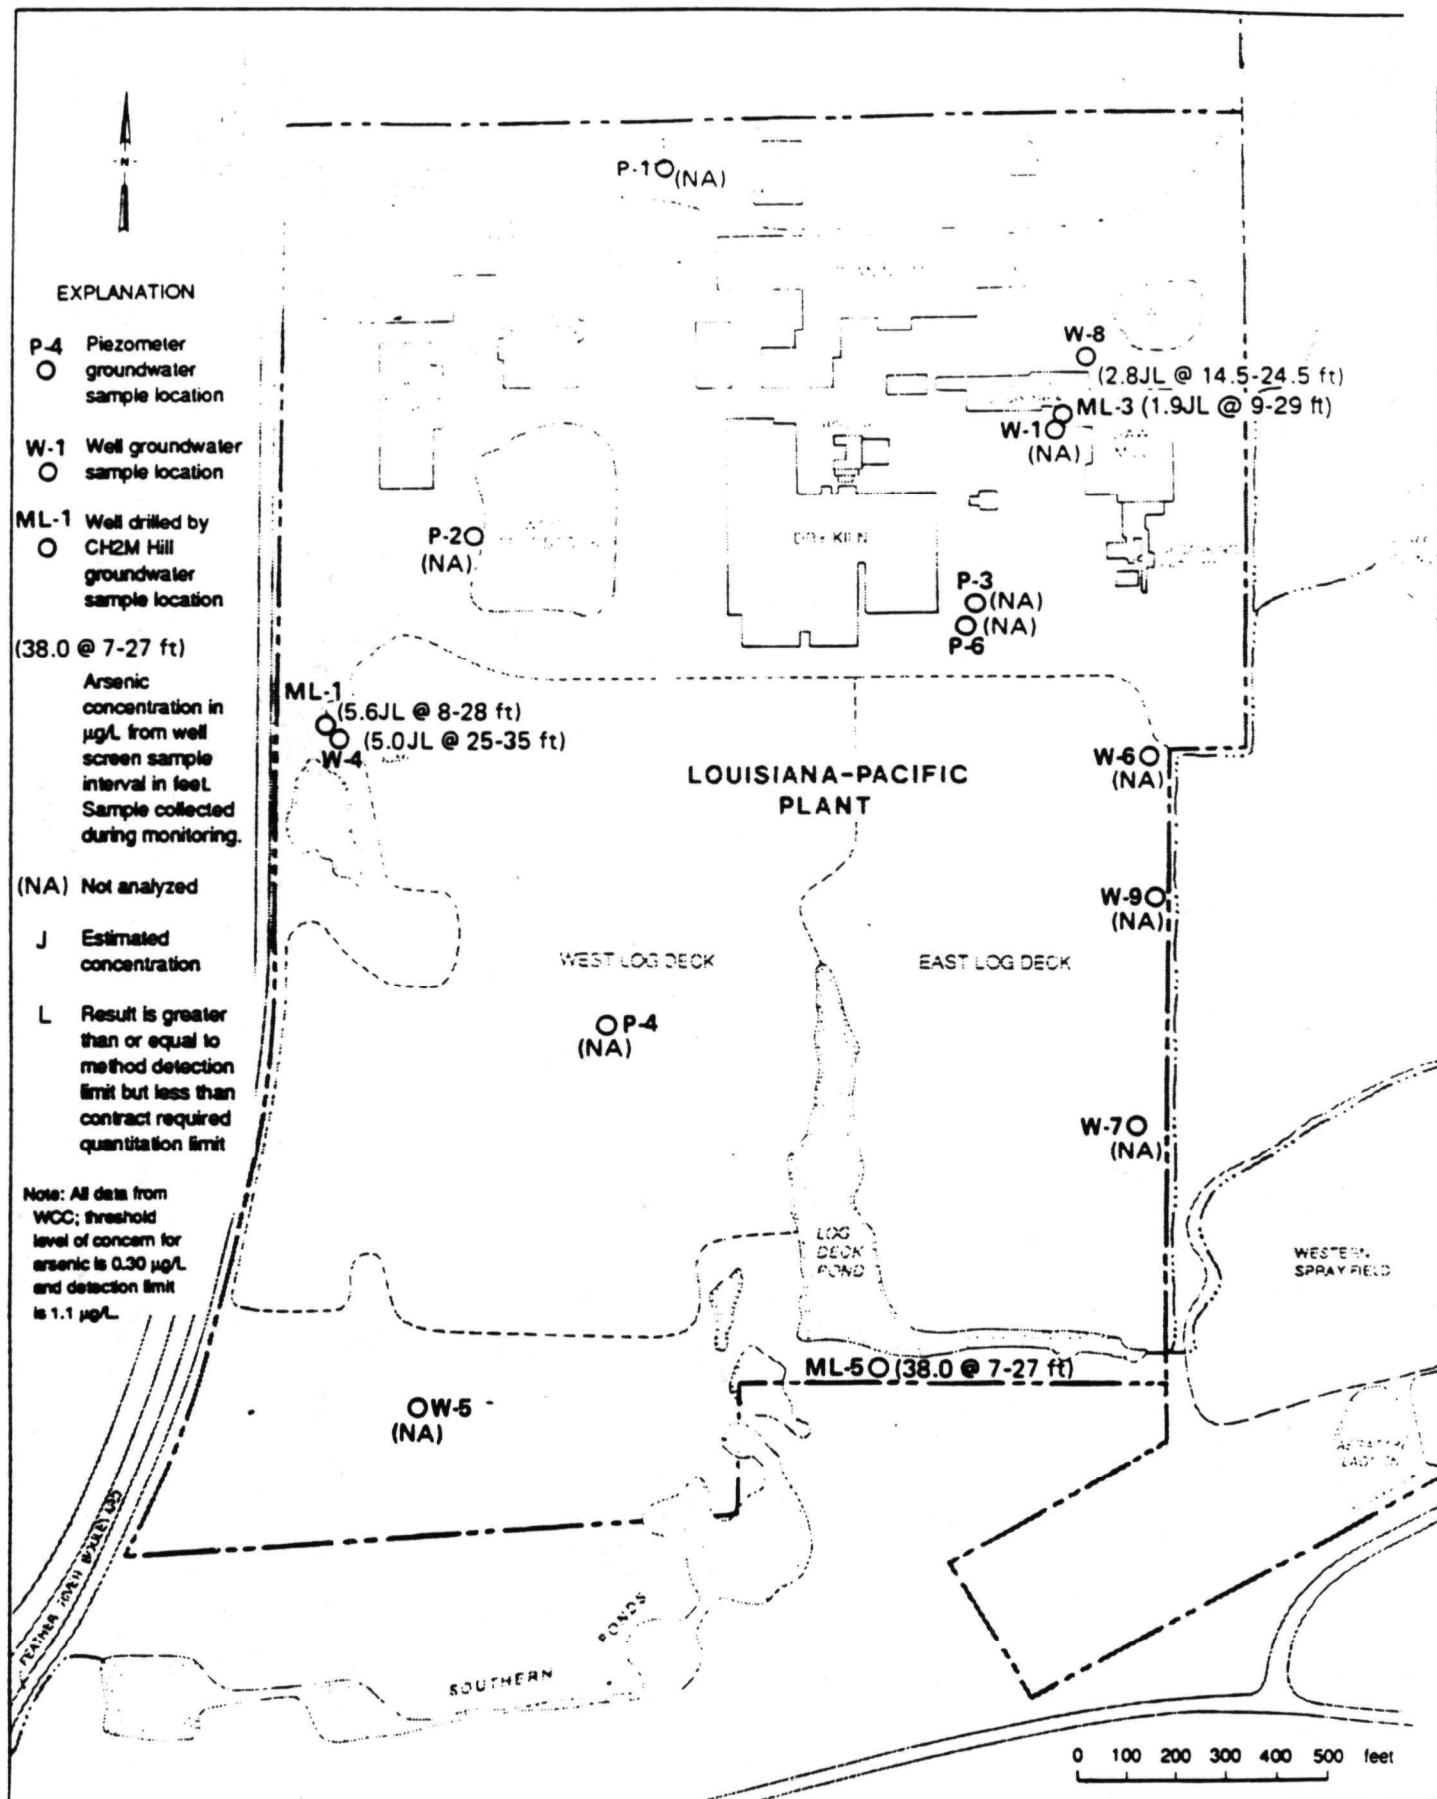 N
EXPLANATION
P-4 Piezometer
groundwater
sample location
W-1 Well groundwater
sample location
ML-1 Well drilled by
CH2M Hill
groundwater
sample location
(38.0 @ 7-27 ft)
Arsenic
concentration in
µg/L from well
screen sample
interval in feet.
Sample collected
during monitoring.
(NA) Not analyzed
J Estimated
concentration
L Result is greater
than or equal to
method detection
limit but less than
contract required
quantitation limit
Note: All data from
WCC; threshold
level of concern for
arsenic is 0.30 µg/L
and detection limit
is 1.1 µg/L.
P-1 (NA)
W-8
(2.8JL @ 14.5-24.5 ft)
ML-3 (1.9JL @ 9-29 ft)
W-1
(NA)
P-2
(NA)
DRY KILN
P-3
(NA)
(NA)
P-6
ML-1
(5.6JL @ 8-28 ft)
(5.0JL @ 25-35 ft)
W-4
LOUISIANA-PACIFIC
PLANT
W-6
(NA)
W-9
(NA)
WEST LOG DECK
EAST LOG DECK
P-4
(NA)
W-7
(NA)
LOG
DECK
POND
WESTERN
SPRAY FIELD
ML-5 (38.0 @ 7-27 ft)
W-5
(NA)
AERATION
LAGOON
FEATHER RIVER BOULEVARD
SOUTHERN
PONDS
0 100 200 300 400 500 feet